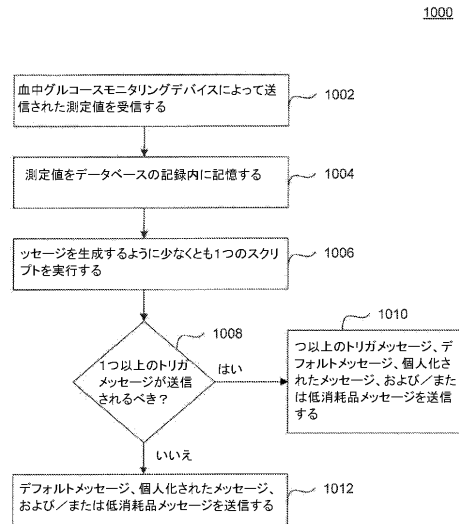 1000
血中グルコースモニタリングデバイスによって送
信された測定値を受信する
1002
測定値をデータベースの記録内に記憶する
1004
ッセージを生成するように少なくとも1つのスクリ
プトを実行する
1006
1008
1つ以上のトリガ
メッセージが送信
されるべき?
はい
1010
つ以上のトリガメッセージ、デ
フォルトメッセージ、個人化さ
れたメッセージ、および/また
は低消耗品メッセージを送信
する
いいえ
デフォルトメッセージ、個人化されたメッセージ、
および/または低消耗品メッセージを送信する
1012